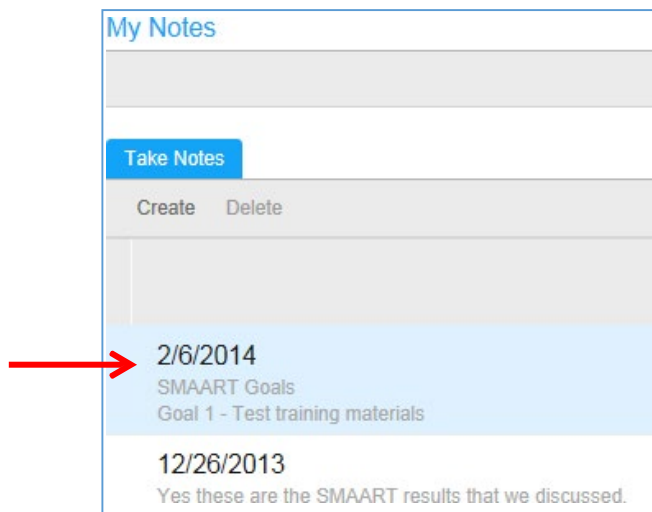 My Notes
Take Notes
Create Delete
2/6/2014
SMAART Goals
Goal 1 - Test training materials
12/26/2013
Yes these are the SMAART results that we discussed.